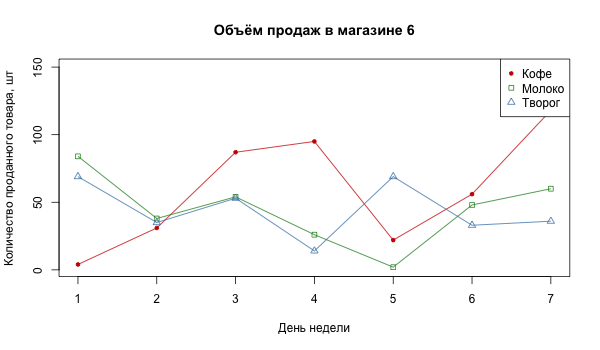 Объём продаж в магазине 6
Количество проданного товара, шт
150
100
50
0
Кофе
Молоко
Творог
1 2 3 4 5 6 7
День недели